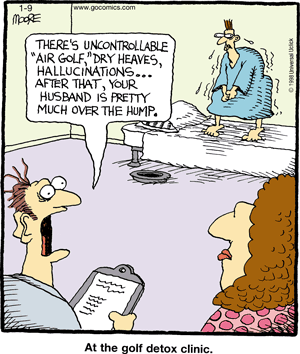 1-9
www.gocomics.com
MOORE
THERE'S UNCONTROLLABLE
"AIR GOLF," DRY HEAVES,
HALLUCINATIONS...
AFTER THAT, YOUR
HUSBAND IS PRETTY
MUCH OVER THE HUMP.
© 1998 Universal Uclick
At the golf detox clinic.